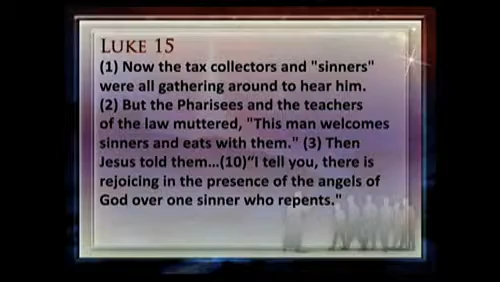 LUKE 15
(1) Now the tax collectors and "sinners"
were all gathering around to hear him.
(2) But the Pharisees and the teachers
of the law muttered, "This man welcomes
sinners and eats with them." (3) Then
Jesus told them...(10)“I tell you, there is
rejoicing in the presence of the angels of
God over one sinner who repents."